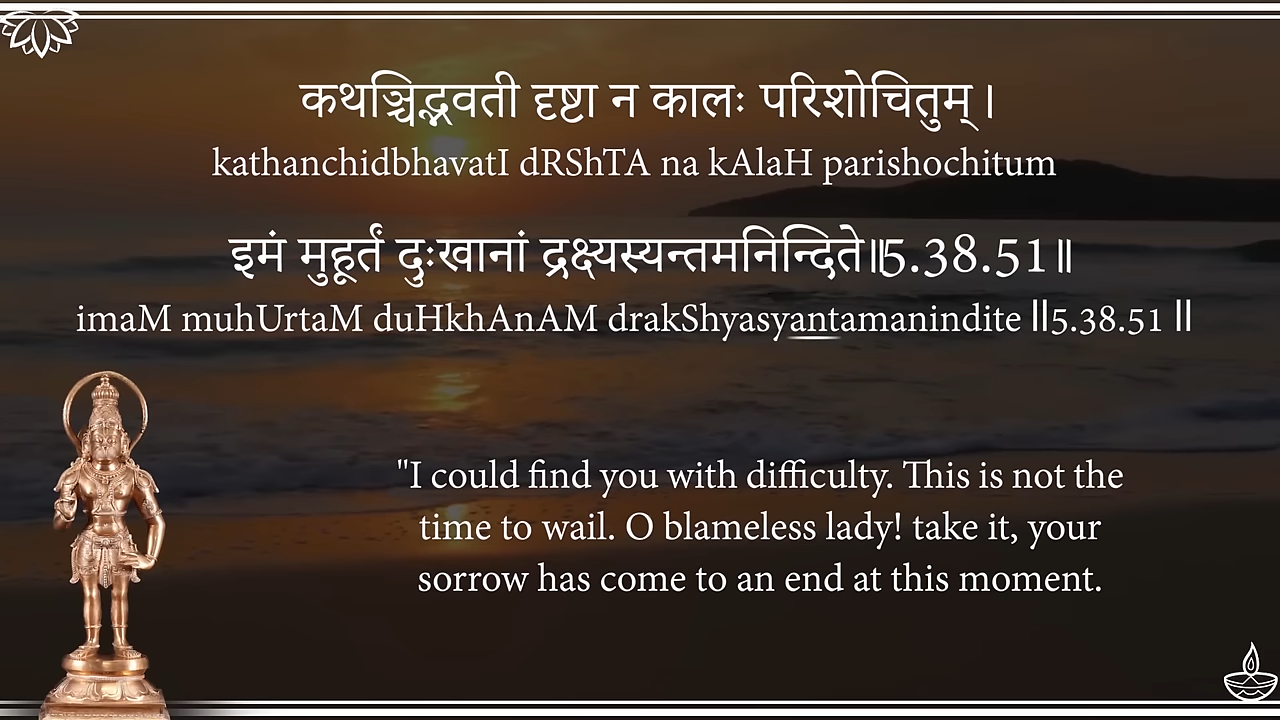 कथञ्चिद्भवती दृष्टा न कालः परिशोचितुम् ।
kathanchidbhavatI dRShTA na kAlaH parishochitum
इमं मुहूर्तं दुःखानां द्रक्ष्यस्यन्तमनिन्दिते॥5.38.51॥
imaM muhUrtaM duHkhAnAM drakShyasyantamanindite ||5.38.51 ||
"I could find you with difficulty. This is not the
time to wail. O blameless lady! take it, your
sorrow has come to an end at this moment.